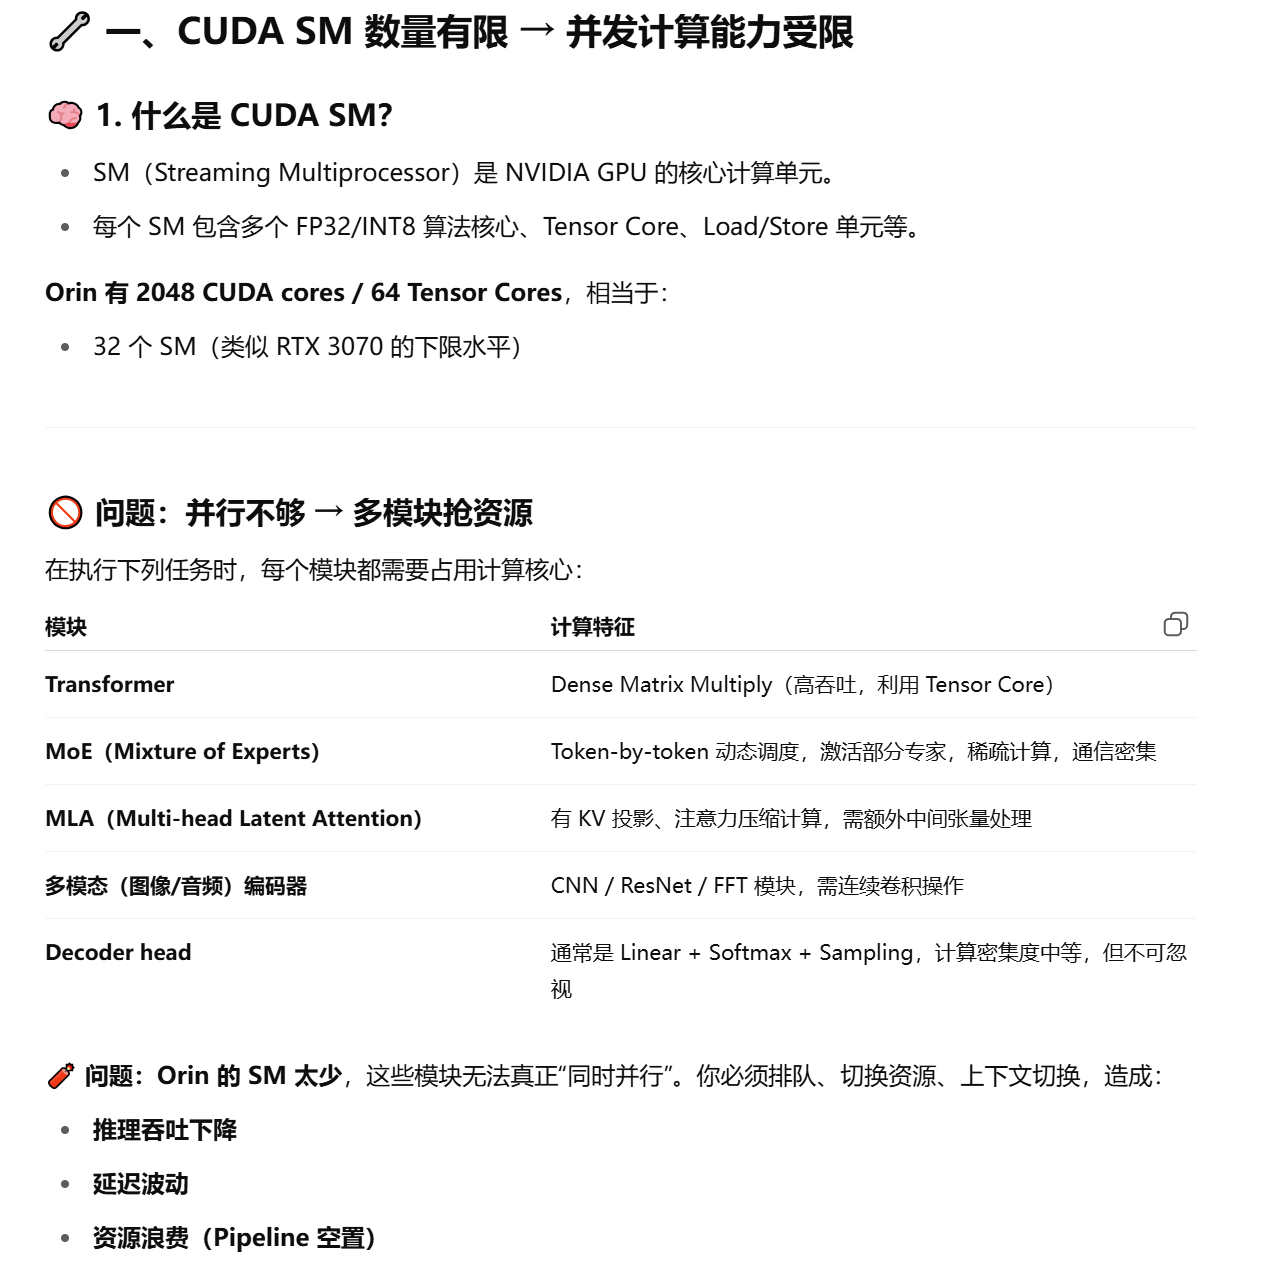 一、CUDA SM 数量有限 → 并发计算能力受限
1. 什么是 CUDA SM？
SM（Streaming Multiprocessor）是 NVIDIA GPU 的核心计算单元。
每个 SM 包含多个 FP32/INT8 算法核心、Tensor Core、Load/Store 单元等。
Orin 有 2048 CUDA cores / 64 Tensor Cores，相当于：
32 个 SM（类似 RTX 3070 的下限水平）
问题：并行不够 → 多模块抢资源
在执行下列任务时，每个模块都需要占用计算核心：
模块 计算特征
Transformer Dense Matrix Multiply（高吞吐，利用 Tensor Core）
MoE（Mixture of Experts） Token-by-token 动态调度，激活部分专家，稀疏计算，通信密集
MLA（Multi-head Latent Attention） 有 KV 投影、注意力压缩计算，需额外中间张量处理
多模态（图像/音频）编码器 CNN / ResNet / FFT 模块，需连续卷积操作
Decoder head 通常是 Linear + Softmax + Sampling，计算密集度中等，但不可忽
视
问题：Orin 的 SM 太少，这些模块无法真正“同时并行”。你必须排队、切换资源、上下文切换，造成：
推理吞吐下降
延迟波动
资源浪费（Pipeline 空置）